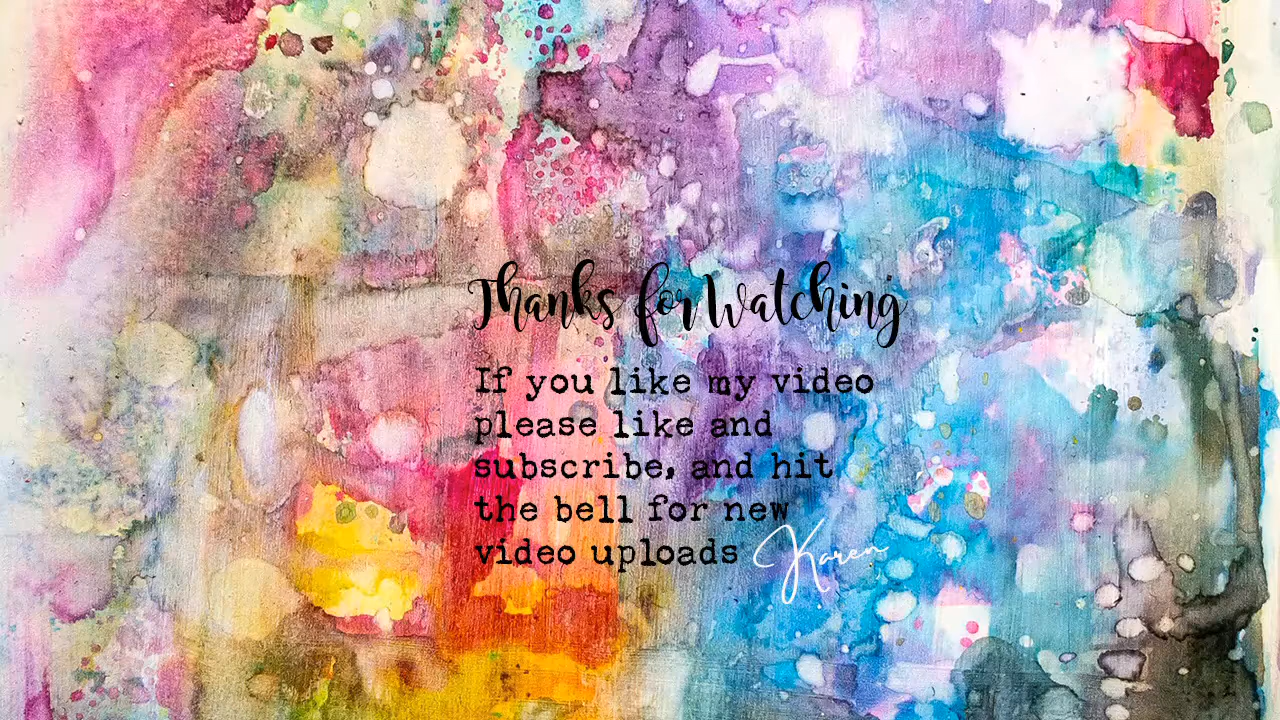 Thanks for Watching
If you like my video
please like and
subscribe, and hit
the bell for new
video uploads Karen